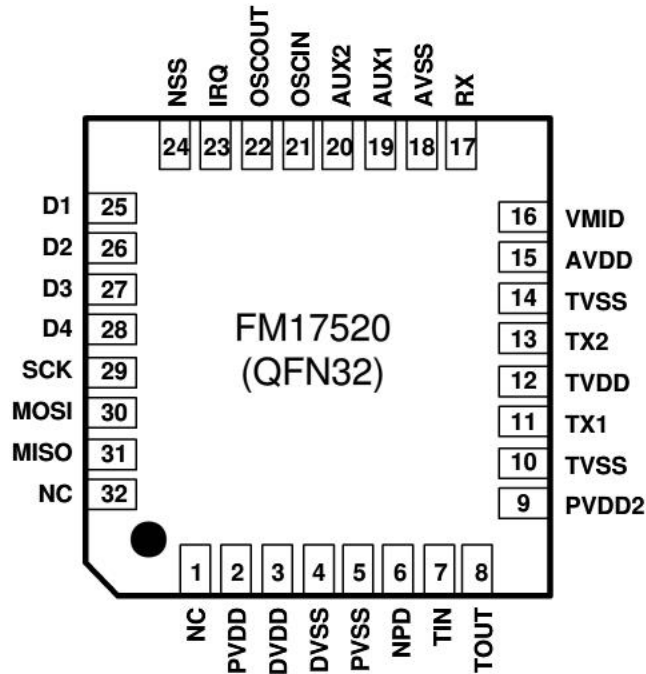 NSS IRQ OSCOUT OSCIN AUX2 AUX1 AVSS RX
24 23 22 21 20 19 18 17
D1 25
D2 26
D3 27
D4 28
SCK 29
MOSI 30
MISO 31
NC 32
FM17520
(QFN32)
16 VMID
15 AVDD
14 TVSS
13 TX2
12 TVDD
11 TX1
10 TVSS
9 PVDD2
1 2 3 4 5 6 7 8
NC PVDD DVDD DVSS PVSS NPD TIN TOUT